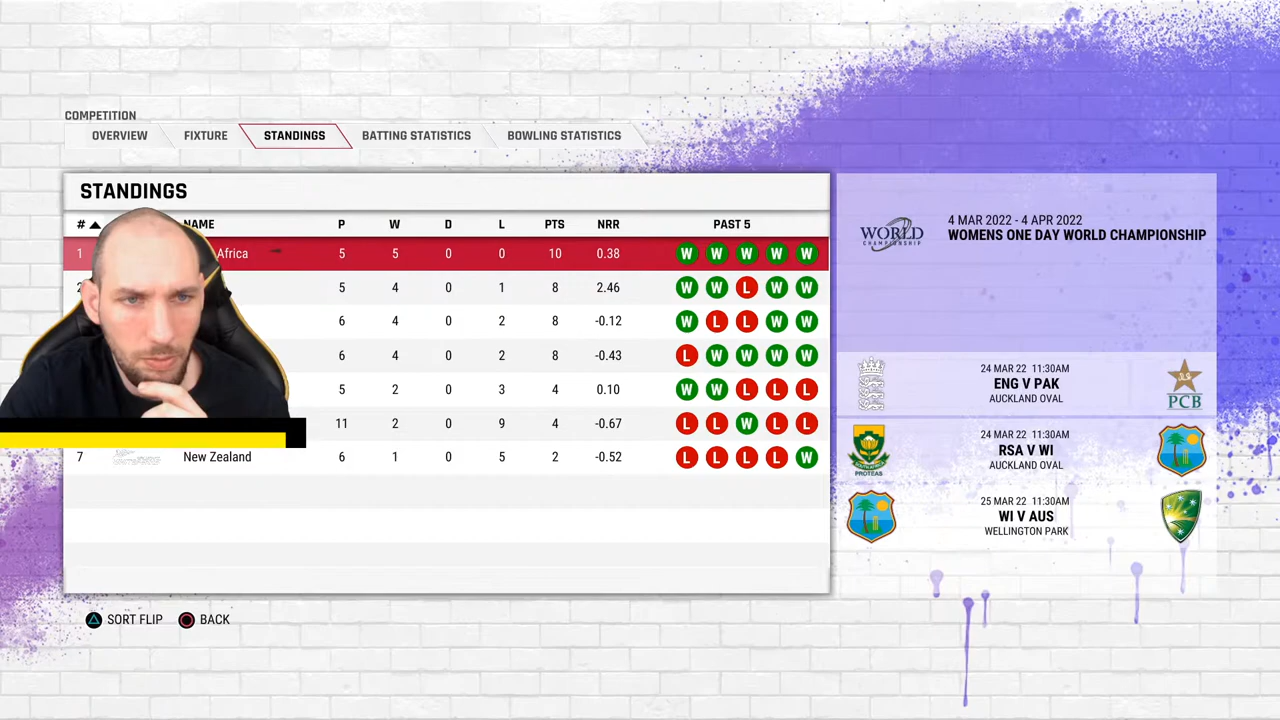 COMPETITION
OVERVIEW FIXTURE STANDINGS BATTING STATISTICS BOWLING STATISTICS
STANDINGS
# NAME P W D L PTS NRR PAST 5
1 Africa 5 5 0 0 10 0.38 W W W W W
5 4 0 1 8 2.46 W W L W W
6 4 0 2 8 -0.12 W L L W W
6 4 0 2 8 -0.43 L W W W W
5 2 0 3 4 0.10 W W L L L
11 2 0 9 4 -0.67 L L W L L
7 New Zealand 6 1 0 5 2 -0.52 L L L L W
WORLD
CHAMPIONSHIP
4 MAR 2022 - 4 APR 2022
WOMENS ONE DAY WORLD CHAMPIONSHIP
24 MAR 22 11:30AM
ENG V PAK
AUCKLAND OVAL
PCB
24 MAR 22 11:30AM
RSA V WI
AUCKLAND OVAL
PROTEAS
25 MAR 22 11:30AM
WI V AUS
WELLINGTON PARK
SORT FLIP BACK